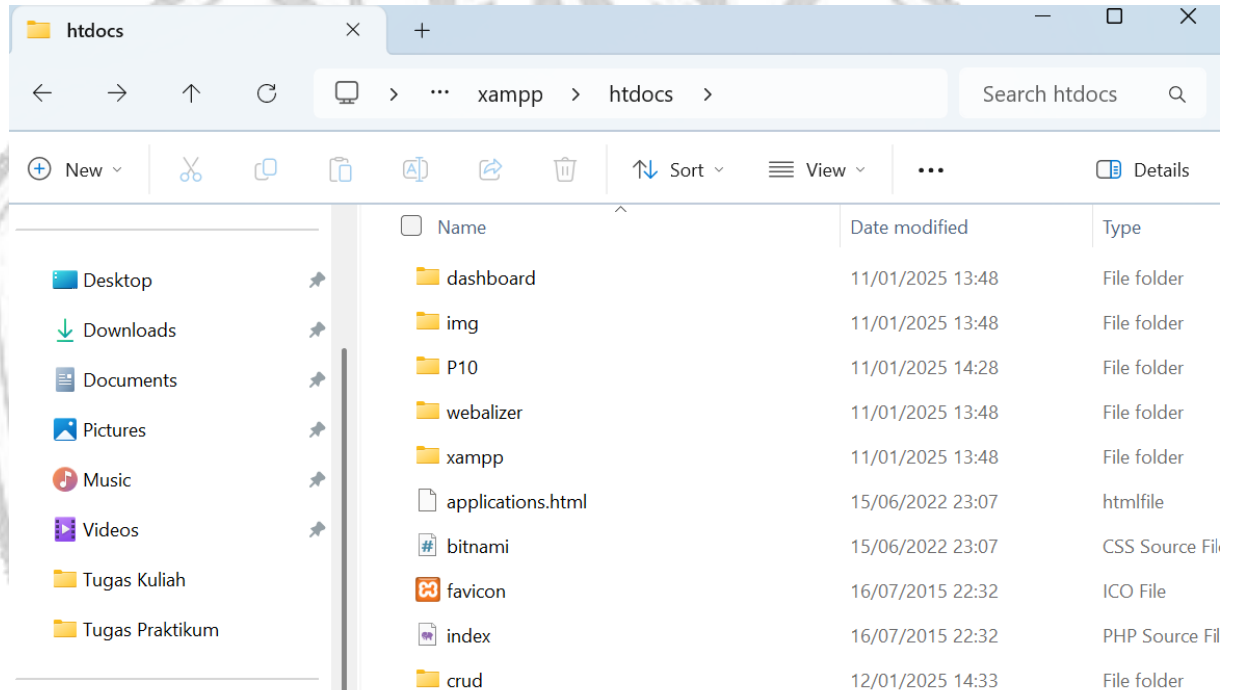 htdocs
xampp > htdocs >
Search htdocs
New
Sort
View
Details
Name Date modified Type
Desktop
Downloads
Documents
Pictures
Music
Videos
Tugas Kuliah
Tugas Praktikum
dashboard 11/01/2025 13:48 File folder
img 11/01/2025 13:48 File folder
P10 11/01/2025 14:28 File folder
webalizer 11/01/2025 13:48 File folder
xampp 11/01/2025 13:48 File folder
applications.html 15/06/2022 23:07 htmlfile
bitnami 15/06/2022 23:07 CSS Source Fil
favicon 16/07/2015 22:32 ICO File
index 16/07/2015 22:32 PHP Source Fil
crud 12/01/2025 14:33 File folder